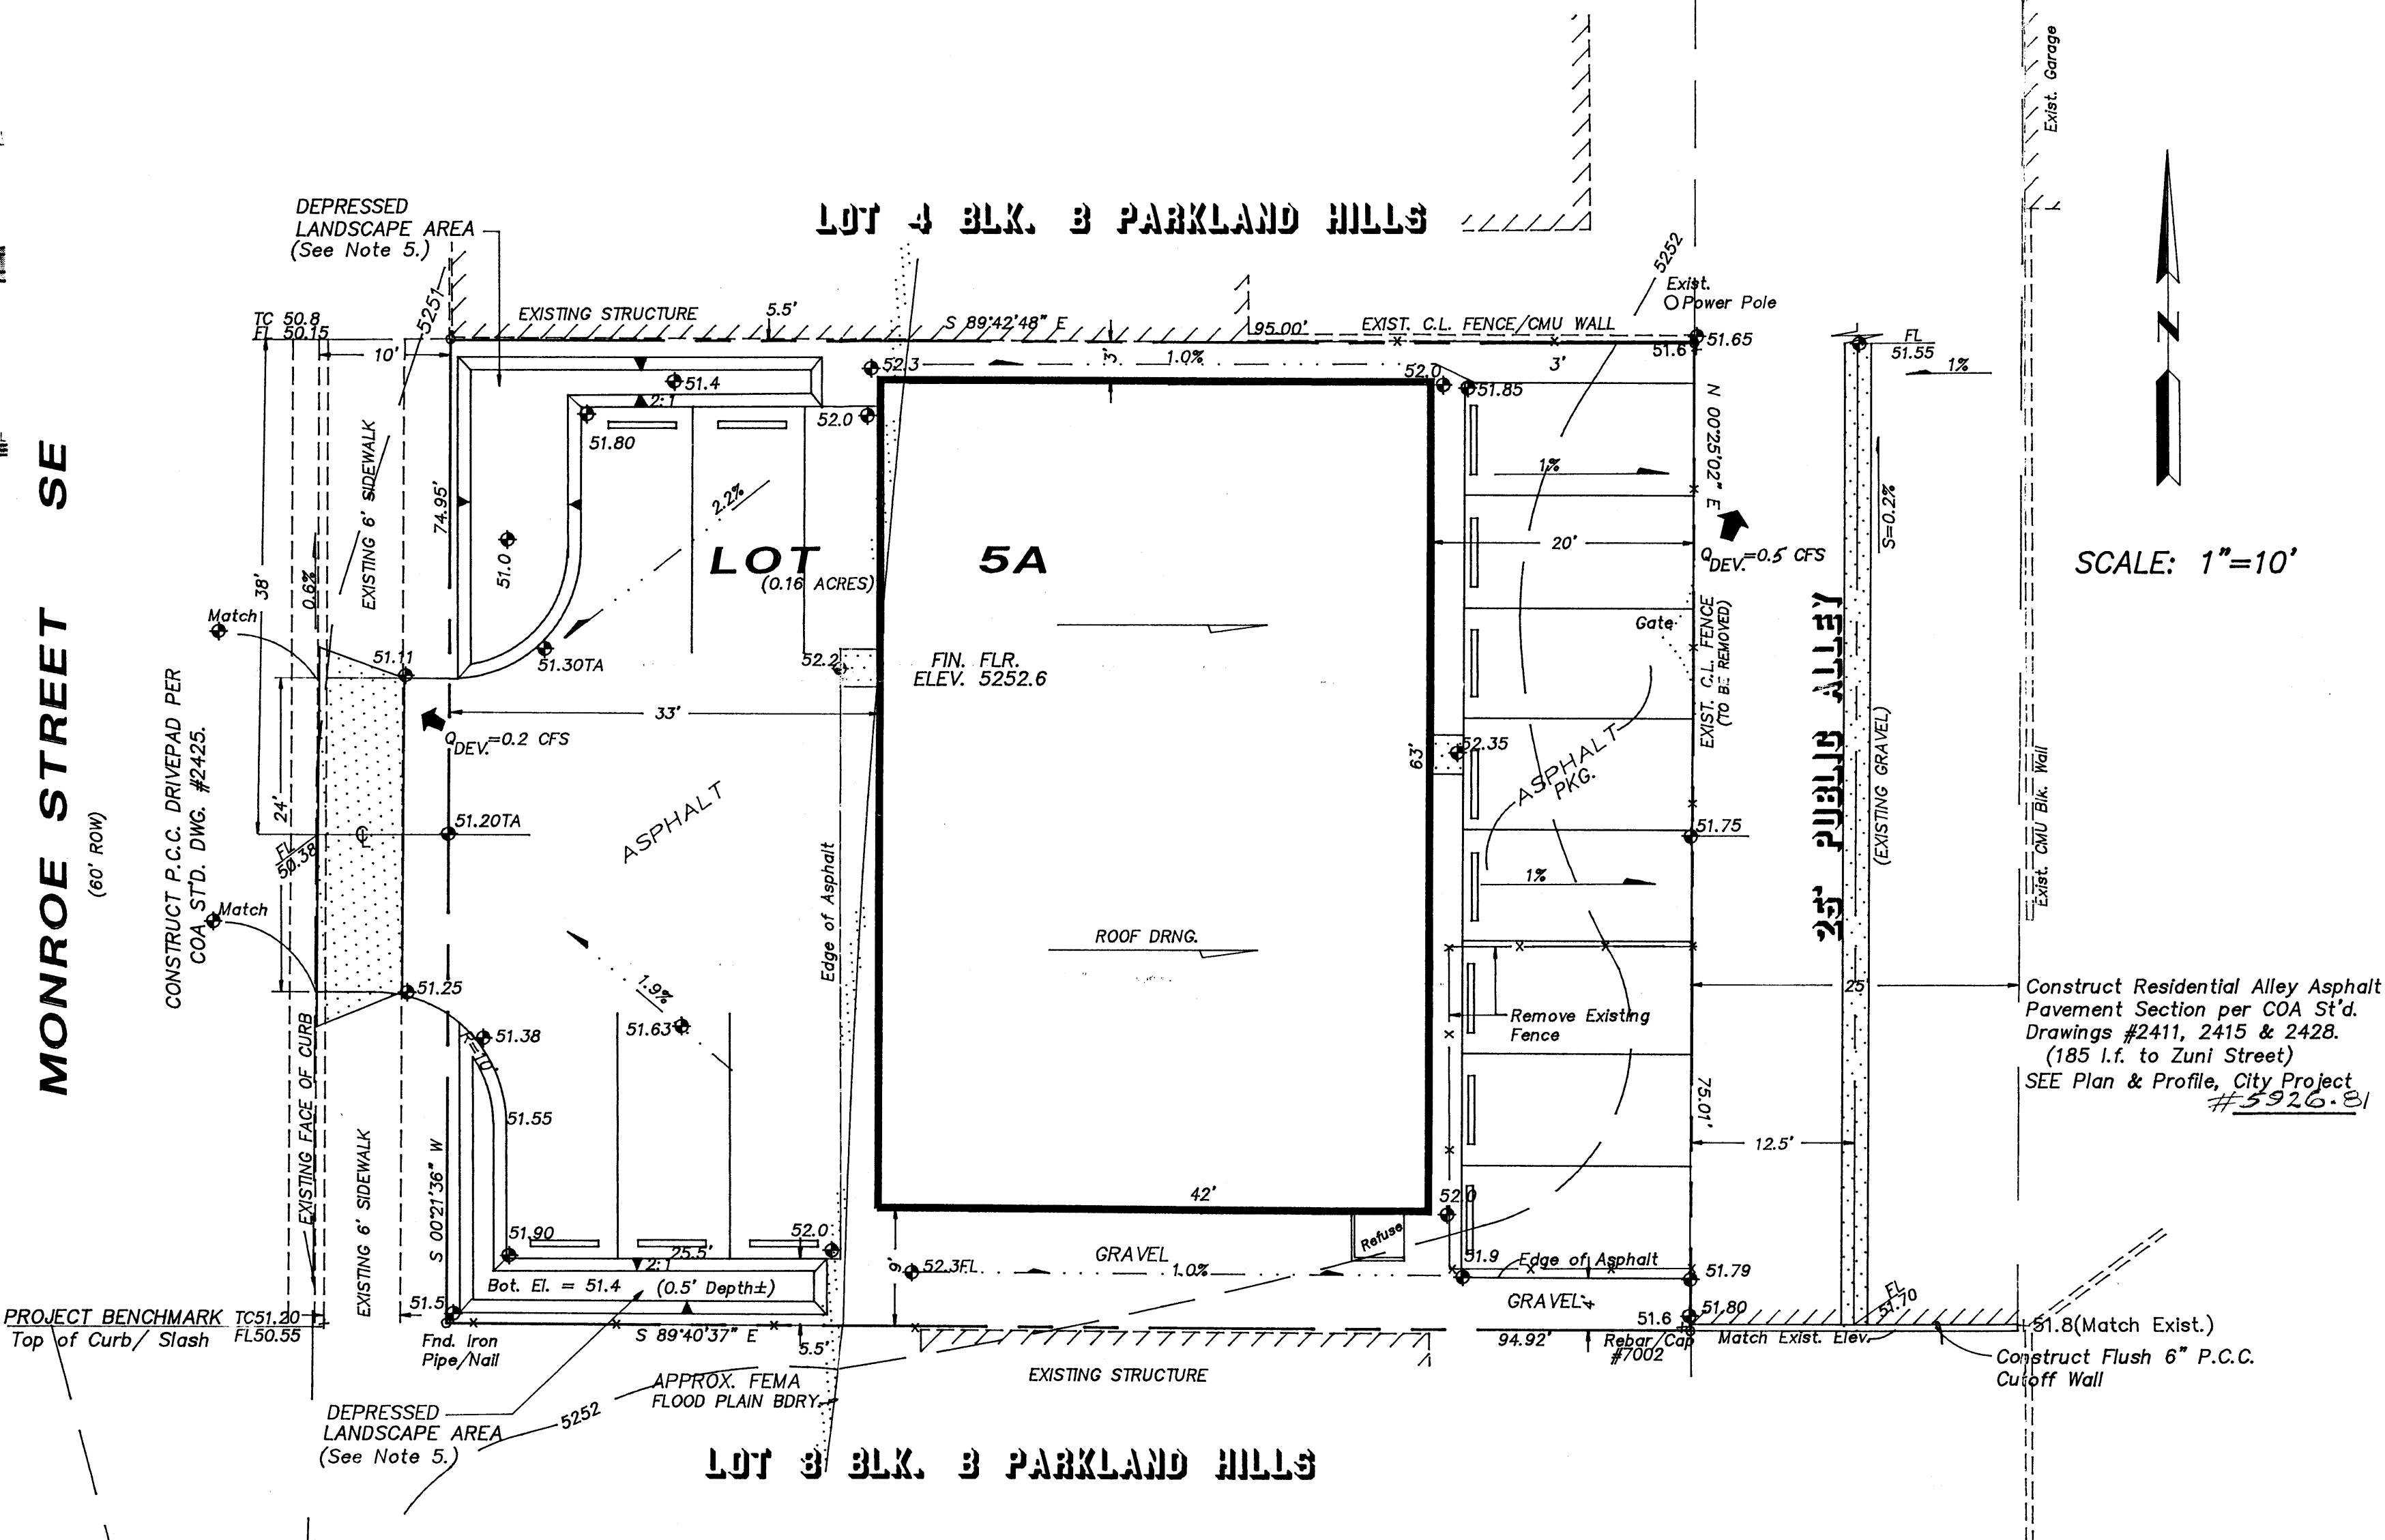 DEPRESSED
LANDSCAPE AREA
(See Note 5.)
LOT 4 BLK. B PARKLAND HILLS
Exist. Garage
5251
5252
Exist.
Power Pole
TC 50.8
FL 50.15
10'
EXISTING STRUCTURE
5.5'
S 89°42'48" E
95.00'
EXIST. C.L. FENCE/CMU WALL
51.65
51.6
FL
51.55
1%
N
3'
1.0%
3'
52.3
52.0
51.85
51.4
2:1
51.80
52.0
2.2%
1%
N 00°25'02" E
S=0.2%
SCALE: 1"=10'
MONROE STREET SE
(60' ROW)
EXISTING 6' SIDEWALK
74.95'
51.0
38'
0.6%
Match
LOT 5A
(0.16 ACRES)
20'
QDEV.=0.5 CFS
Gate
EXIST. C.L. FENCE
(TO BE REMOVED)
25' PUBLIC ALLEY
(EXISTING GRAVEL)
Exist. CMU Blk. Wall
51.11
51.30TA
52.2
FIN. FLR.
ELEV. 5252.6
33'
QDEV.=0.2 CFS
CONSTRUCT P.C.C. DRIVEPAD PER
COA ST'D. DWG. #2425.
24'
52.35
63'
ASPHALT
PKG.
51.20TA
ASPHALT
51.75
FL
50.38
Edge of Asphalt
1%
Match
ROOF DRNG.
1.9%
51.25
51.63
51.38
R=10'
Remove Existing
Fence
25'
Construct Residential Alley Asphalt
Pavement Section per COA St'd.
Drawings #2411, 2415 & 2428.
(185 l.f. to Zuni Street)
SEE Plan & Profile, City Project
#5926.81
EXISTING FACE OF CURB
EXISTING 6' SIDEWALK
S 00°21'36" W
51.55
75.01'
12.5'
42'
52.0
51.90
52.0
25.5'
2:1
9'
GRAVEL
Refuse
52.3FL
1.0%
51.9
Edge of Asphalt
51.79
Bot. El. = 51.4 (0.5' Depth±)
GRAVEL
4'
FL
51.70
51.5
51.80
51.6
PROJECT BENCHMARK
Top of Curb/ Slash
TC51.20
FL50.55
51.8(Match Exist.)
Fnd. Iron
Pipe/Nail
S 89°40'37" E
5.5'
94.92'
Rebar/Cap
#7002
Match Exist. Elev.
Construct Flush 6" P.C.C.
Cutoff Wall
EXISTING STRUCTURE
APPROX. FEMA
FLOOD PLAIN BDRY.
5252
DEPRESSED
LANDSCAPE AREA
(See Note 5.)
LOT 8 BLK. B PARKLAND HILLS